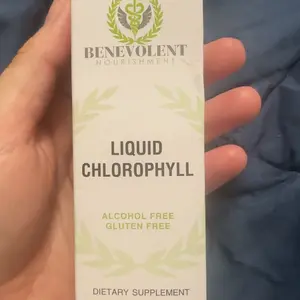 BENEVOLENT
NOURISHMENT
LIQUID
CHLOROPHYLL
ALCOHOL FREE
GLUTEN FREE
DIETARY SUPPLEMENT